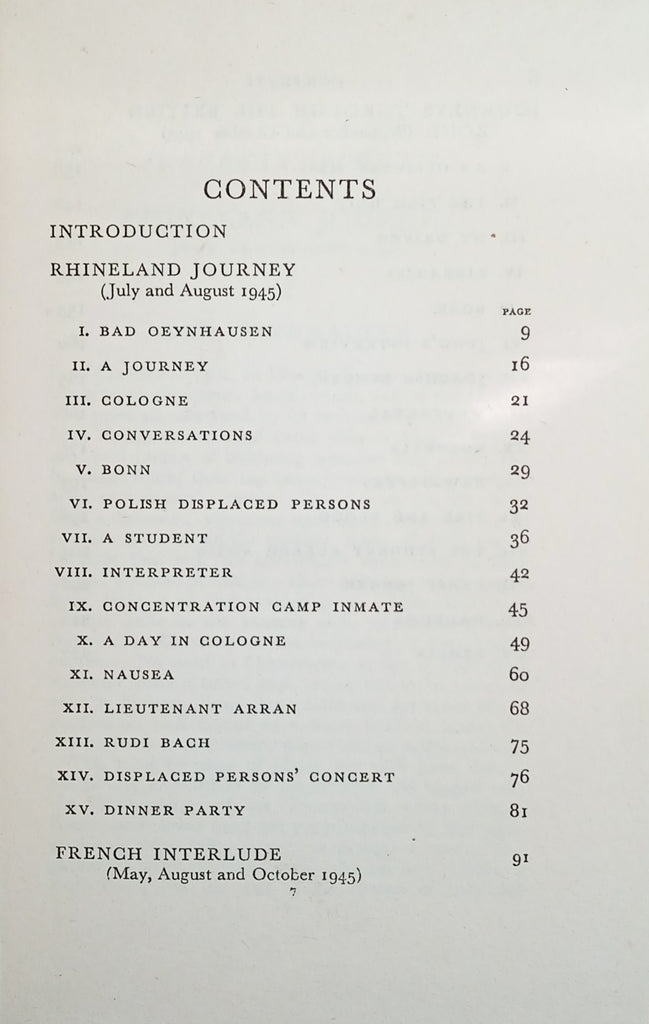 CONTENTS
INTRODUCTION
RHINELAND JOURNEY
(July and August 1945)
PAGE
I. BAD OEYNHAUSEN 9
II. A JOURNEY 16
III. COLOGNE 21
IV. CONVERSATIONS 24
V. BONN 29
VI. POLISH DISPLACED PERSONS 32
VII. A STUDENT 36
VIII. INTERPRETER 42
IX. CONCENTRATION CAMP INMATE 45
X. A DAY IN COLOGNE 49
XI. NAUSEA 60
XII. LIEUTENANT ARRAN 68
XIII. RUDI BACH 75
XIV. DISPLACED PERSONS' CONCERT 76
XV. DINNER PARTY 81
FRENCH INTERLUDE 91
(May, August and October 1945)
7